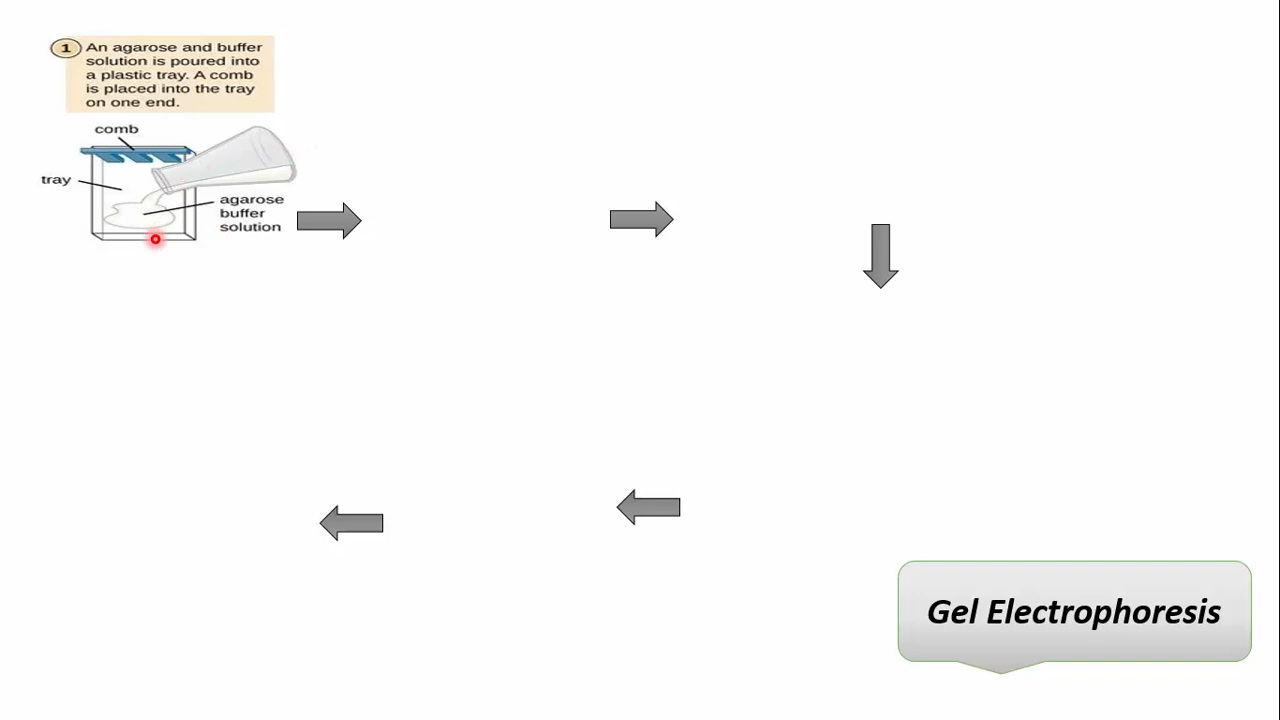 1 An agarose and buffer
solution is poured into
a plastic tray. A comb
is placed into the tray
on one end.
comb
tray
agarose
buffer
solution
Gel Electrophoresis